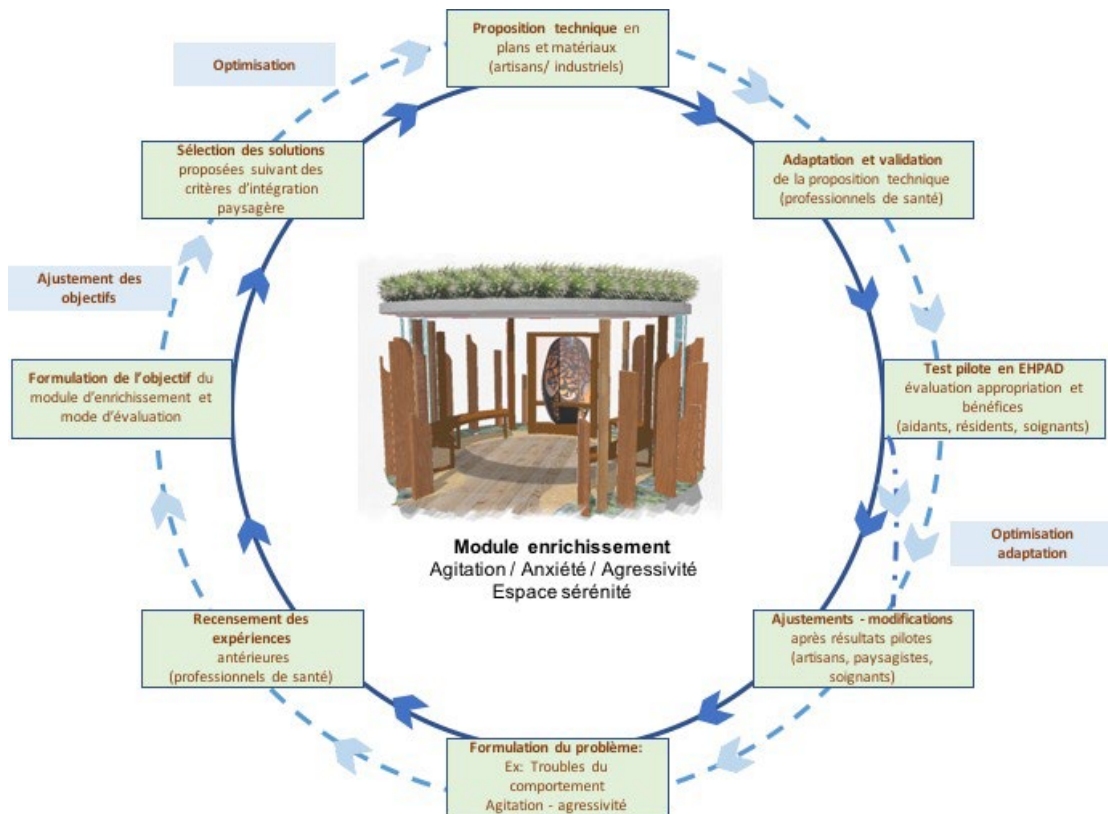 Proposition technique en
plans et matériaux
(artisans/ industriels)
Optimisation
Sélection des solutions
proposées suivant des
critères d'intégration
paysagère
Adaptation et validation
de la proposition technique
(professionnels de santé)
Ajustement des
objectifs
Formulation de l'objectif du
module d'enrichissement et
mode d'évaluation
Test pilote en EHPAD
évaluation appropriation et
bénéfices
(aidants, résidents, soignants)
Module enrichissement
Agitation / Anxiété / Agressivité
Espace sérénité
Optimisation
adaptation
Recensement des
expériences
antérieures
(professionnels de santé)
Ajustements - modifications
après résultats pilotes
(artisans, paysagistes,
soignants)
Formulation du problème:
Ex: Troubles du
comportement
Agitation - agressivité